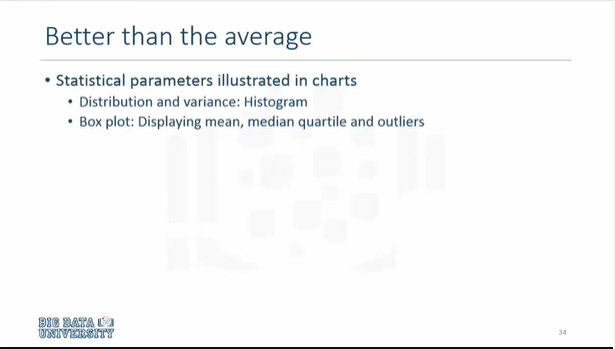 Better than the average
• Statistical parameters illustrated in charts
• Distribution and variance: Histogram
• Box plot: Displaying mean, median quartile and outliers
BIG DATA
UNIVERSITY
34